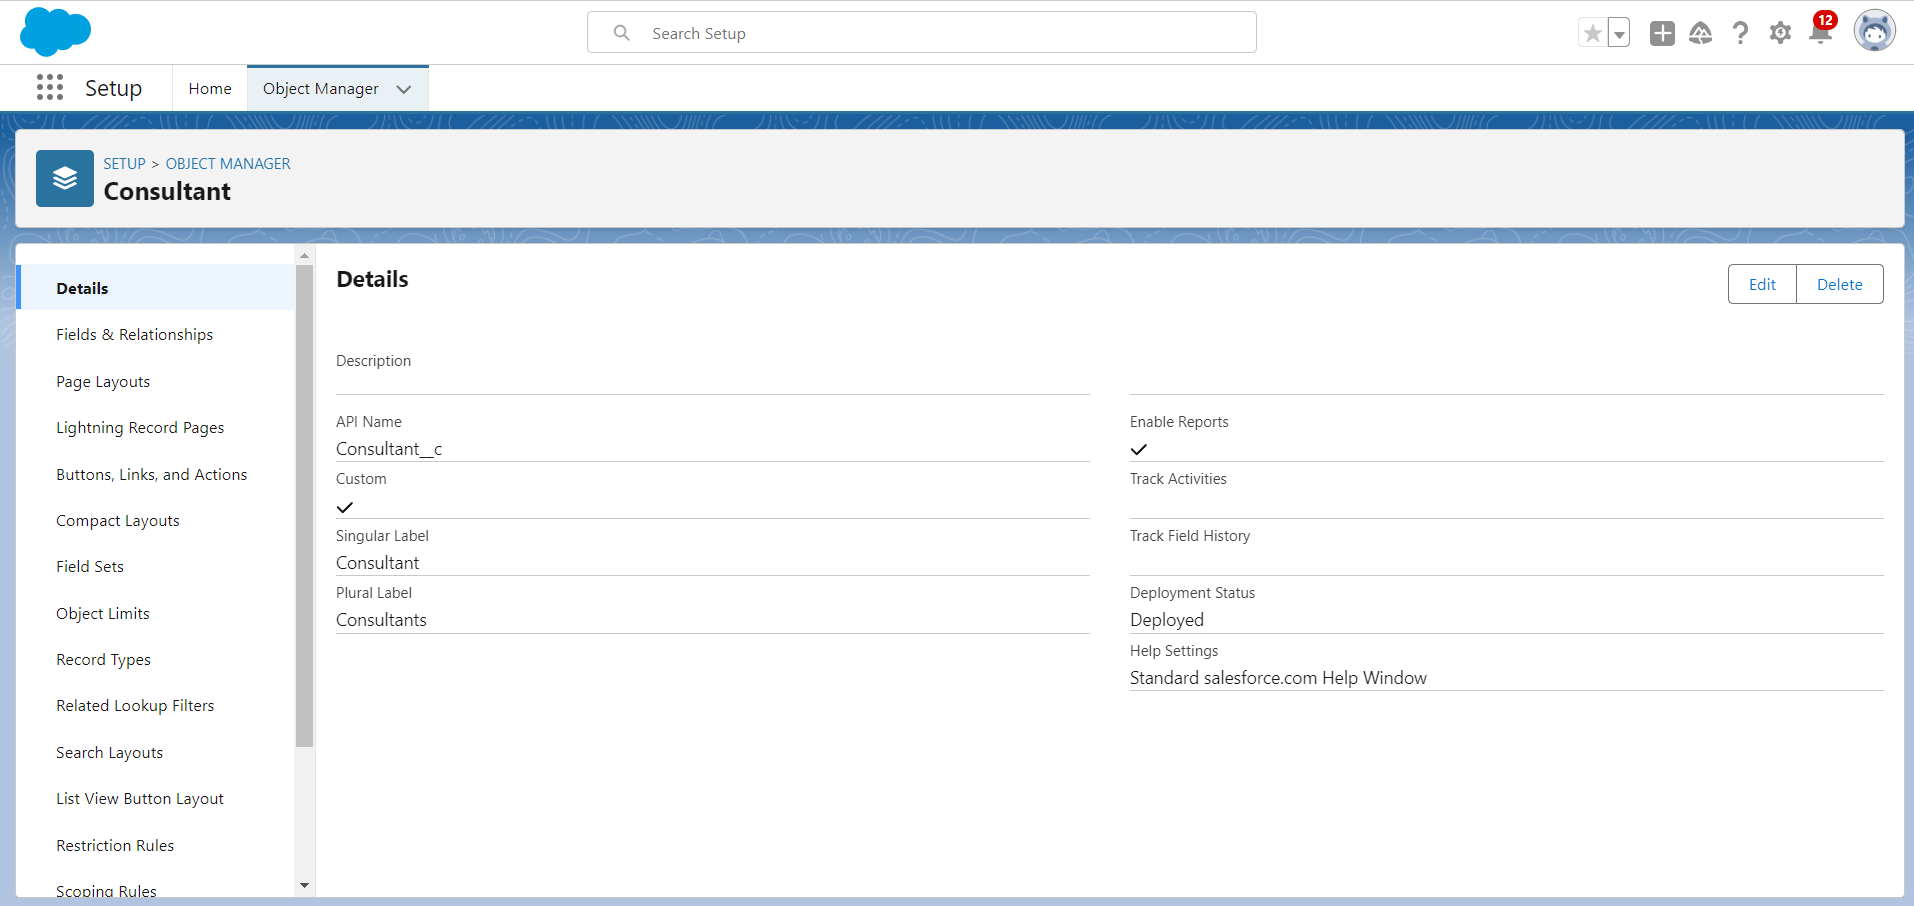 Search Setup
12
Setup
Home
Object Manager
SETUP > OBJECT MANAGER
Consultant
Details
Fields & Relationships
Page Layouts
Lightning Record Pages
Buttons, Links, and Actions
Compact Layouts
Field Sets
Object Limits
Record Types
Related Lookup Filters
Search Layouts
List View Button Layout
Restriction Rules
Scoping Rules
Details
Edit
Delete
Description
API Name
Consultant__c
Custom
Singular Label
Consultant
Plural Label
Consultants
Enable Reports
Track Activities
Track Field History
Deployment Status
Deployed
Help Settings
Standard salesforce.com Help Window